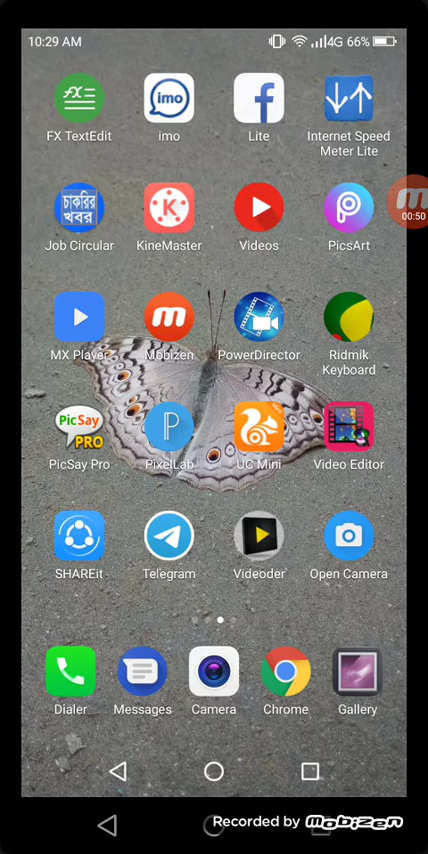 10:29 AM 4G 66%
FX TextEdit
imo
Lite
Internet Speed
Meter Lite
চাকরির
খবর
Job Circular
KineMaster
Videos
PicsArt
00:50
MX Player
Mobizen
PowerDirector
Ridmik
Keyboard
PicSay
PRO
PicSay Pro
PixelLab
UC Mini
Video Editor
SHAREit
Telegram
Videoder
Open Camera
Dialer
Messages
Camera
Chrome
Gallery
Recorded by mobizen